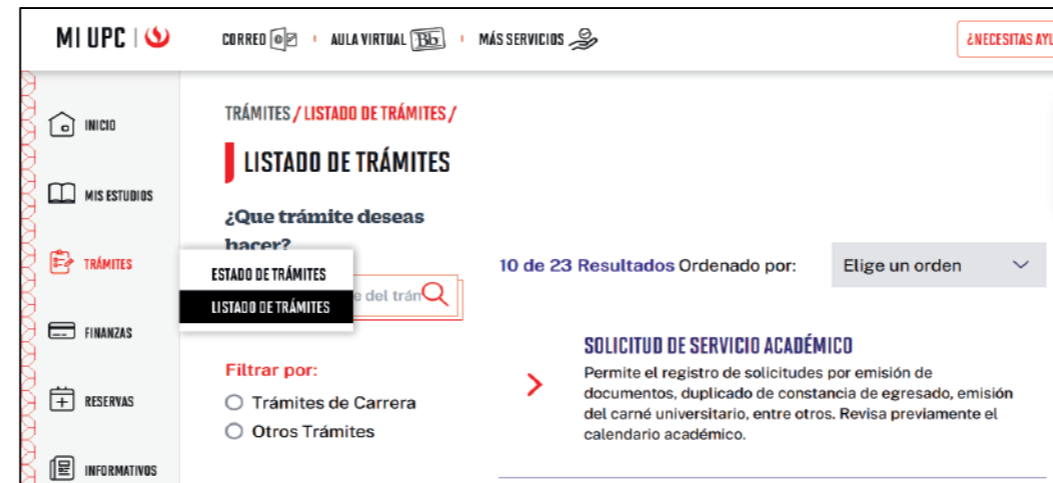 MI UPC
CORREO
AULA VIRTUAL Bb
MÁS SERVICIOS
¿NECESITAS AYU
INICIO
MIS ESTUDIOS
TRÁMITES
FINANZAS
RESERVAS
INFORMATIVOS
TRÁMITES / LISTADO DE TRÁMITES /
LISTADO DE TRÁMITES
¿Que trámite deseas
hacer?
ESTADO DE TRÁMITES
LISTADO DE TRÁMITES
e del trám
Filtrar por:
Trámites de Carrera
Otros Trámites
10 de 23 Resultados Ordenado por:
Elige un orden
SOLICITUD DE SERVICIO ACADÉMICO
Permite el registro de solicitudes por emisión de
documentos, duplicado de constancia de egresado, emisión
del carné universitario, entre otros. Revisa previamente el
calendario académico.